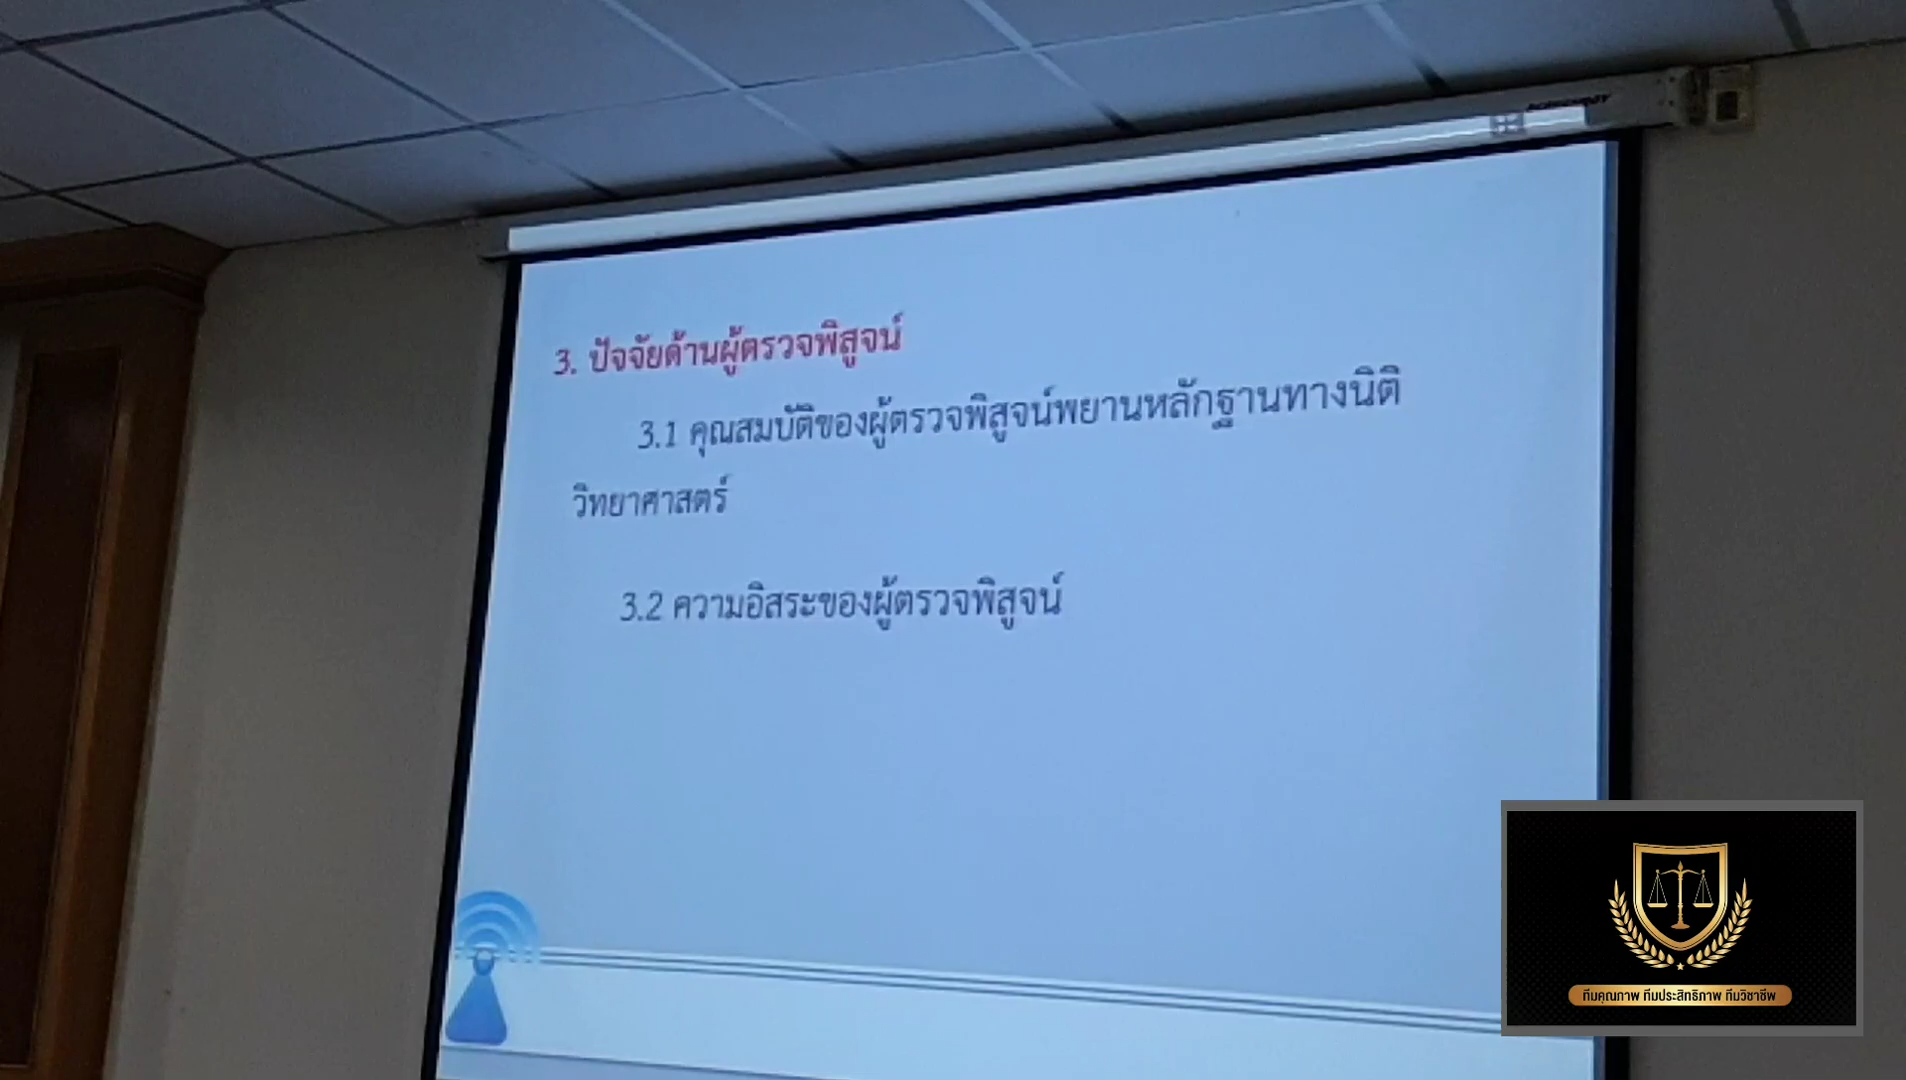 3. ปัจจัยด้านผู้ตรวจพิสูจน์
3.1 คุณสมบัติของผู้ตรวจพิสูจน์พยานหลักฐานทางนิติ
วิทยาศาสตร์
3.2 ความอิสระของผู้ตรวจพิสูจน์
ทีมคุณภาพ ทีมประสิทธิภาพ ทีมวิชาชีพ